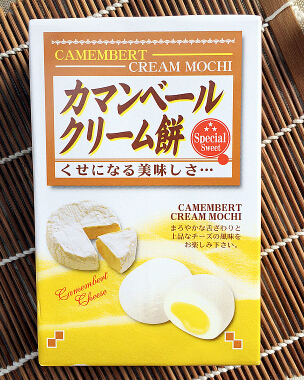 CAMEMBERT
CREAM MOCHI
カマンベール
クリーム餅
Special
Sweet
くせになる美味しさ…
CAMEMBERT
CREAM MOCHI
まろやかな舌ざわりと
上品なチーズの風味を
お楽しみ下さい。
Camembert
Cheese